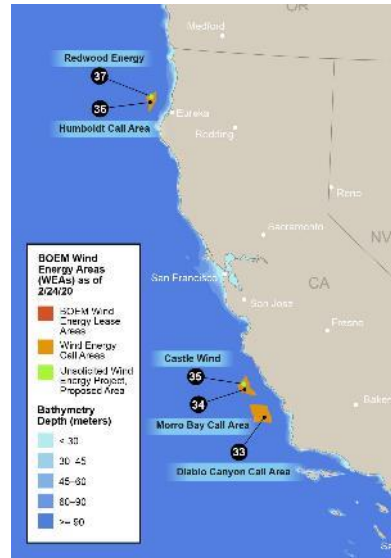 OR
Medford
Redwood Energy
37
36
Eureka
Humboldt Call Area
Redding
Reno
Sacramento
NV
San Francisco
CA
San Jose
Fresno
BOEM Wind
Energy Areas
(WEAs) as of
2/24/20
BOEM Wind
Energy Lease
Areas
Wind Energy
Call Areas
Unsolicited Wind
Energy Project,
Proposed Area
Bathymetry
Depth (meters)
< 30
30–45
45–60
60–90
>= 90
Castle Wind
35
34
Morro Bay Call Area
33
Diablo Canyon Call Area
Baker